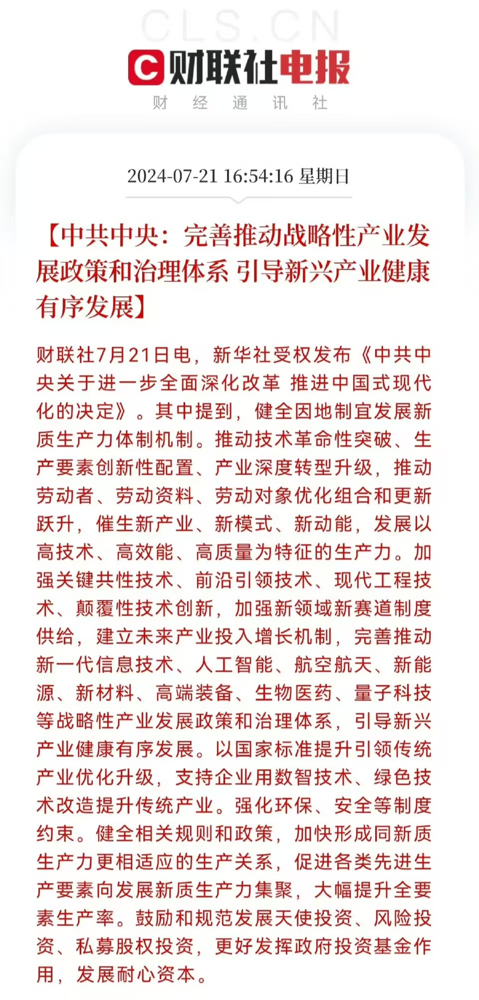 CLS.CN
C 财联社电报
财经通讯社
2024-07-21 16:54:16 星期日
【中共中央：完善推动战略性产业发
展政策和治理体系 引导新兴产业健康
有序发展】
财联社7月21日电，新华社受权发布《中共中
央关于进一步全面深化改革 推进中国式现代
化的决定》。其中提到，健全因地制宜发展新
质生产力体制机制。推动技术革命性突破、生
产要素创新性配置、产业深度转型升级，推动
劳动者、劳动资料、劳动对象优化组合和更新
跃升，催生新产业、新模式、新动能，发展以
高技术、高效能、高质量为特征的生产力。加
强关键共性技术、前沿引领技术、现代工程技
术、颠覆性技术创新，加强新领域新赛道制度
供给，建立未来产业投入增长机制，完善推动
新一代信息技术、人工智能、航空航天、新能
源、新材料、高端装备、生物医药、量子科技
等战略性产业发展政策和治理体系，引导新兴
产业健康有序发展。以国家标准提升引领传统
产业优化升级，支持企业用数智技术、绿色技
术改造提升传统产业。强化环保、安全等制度
约束。健全相关规则和政策，加快形成同新质
生产力更相适应的生产关系，促进各类先进生
产要素向发展新质生产力集聚，大幅提升全要
素生产率。鼓励和规范发展天使投资、风险投
资、私募股权投资，更好发挥政府投资基金作
用，发展耐心资本。